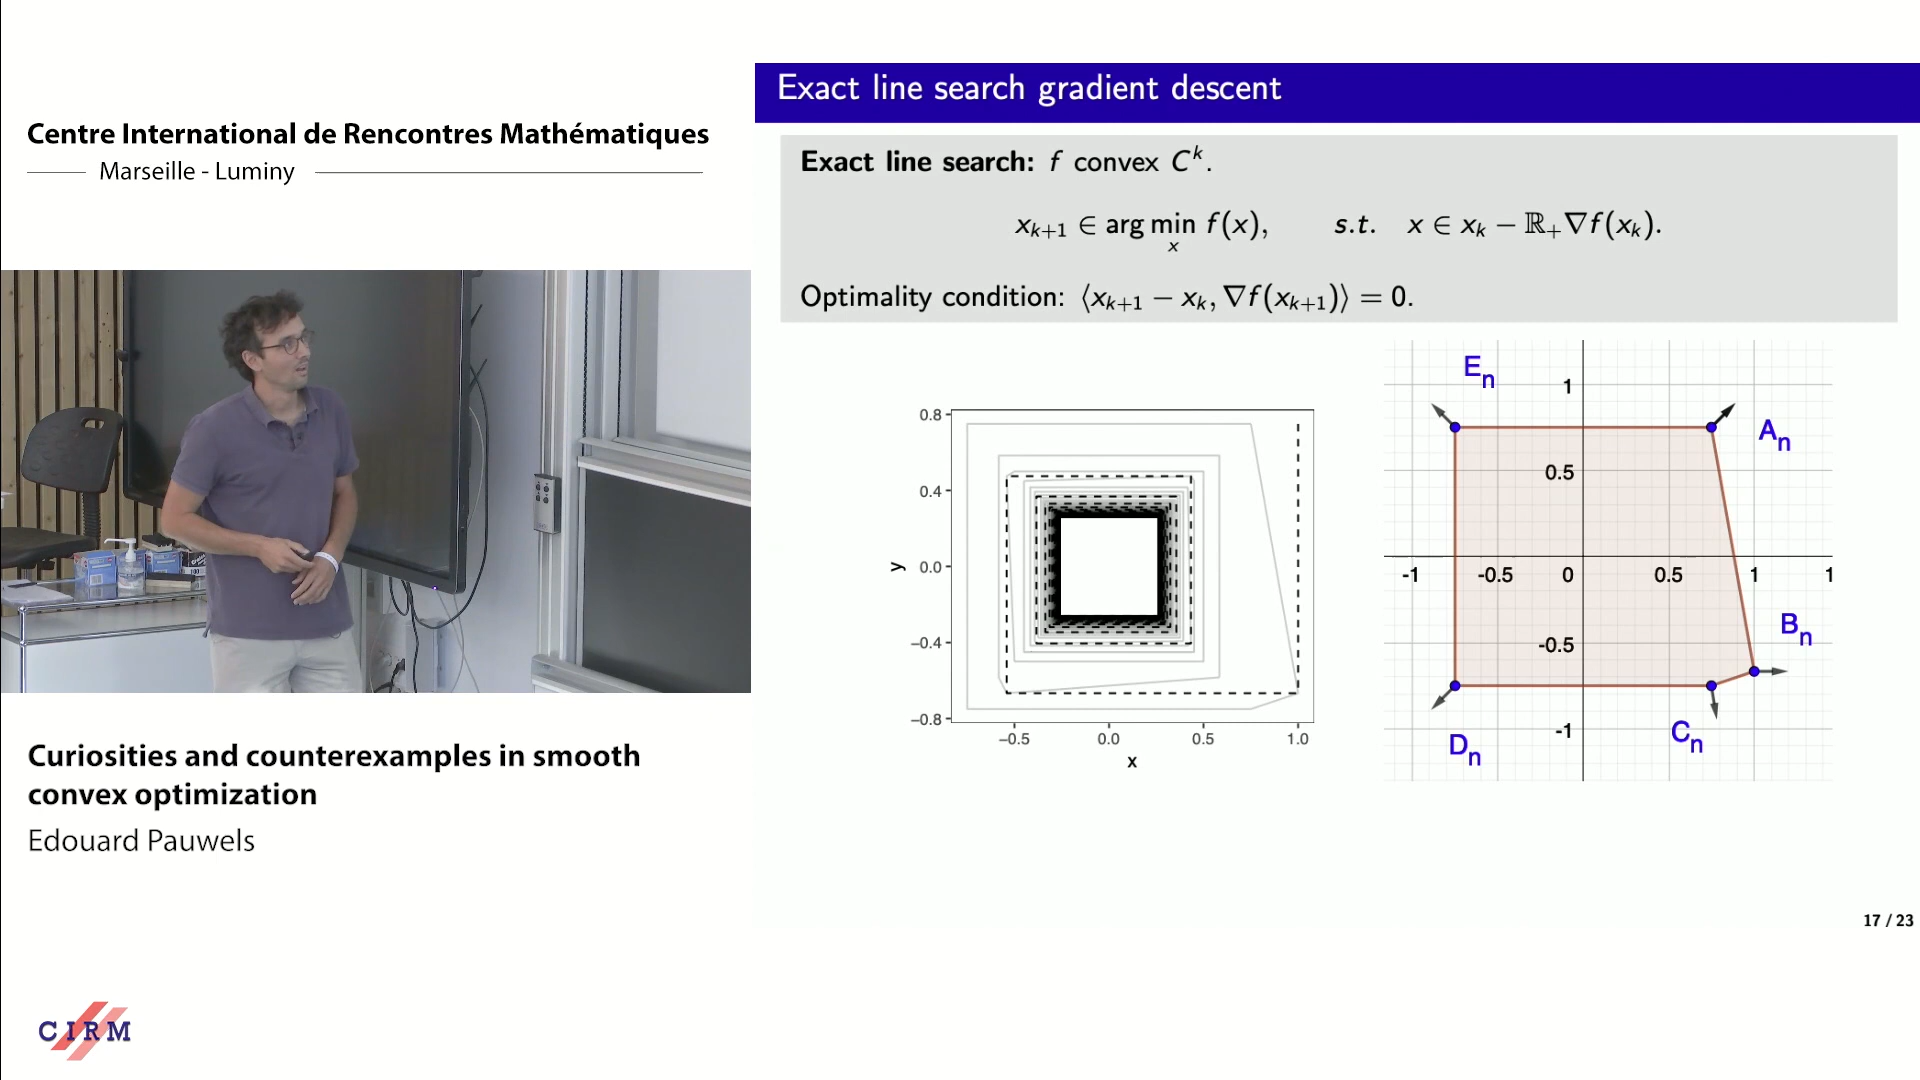 Centre International de Rencontres Mathématiques
Marseille - Luminy
Curiosities and counterexamples in smooth
convex optimization
Edouard Pauwels
CIRM
Exact line search gradient descent
Exact line search: f convex C^k.
x_{k+1} ∈ arg min_x f(x), s.t. x ∈ x_k − ℝ_+∇f(x_k).
Optimality condition: ⟨x_{k+1} − x_k, ∇f(x_{k+1})⟩ = 0.
0.8
0.4
0.0
−0.4
−0.8
y
−0.5 0.0 0.5 1.0
x
E_n
1
A_n
0.5
-1 -0.5 0 0.5 1 1
B_n
-0.5
C_n
-1
D_n
17 / 23